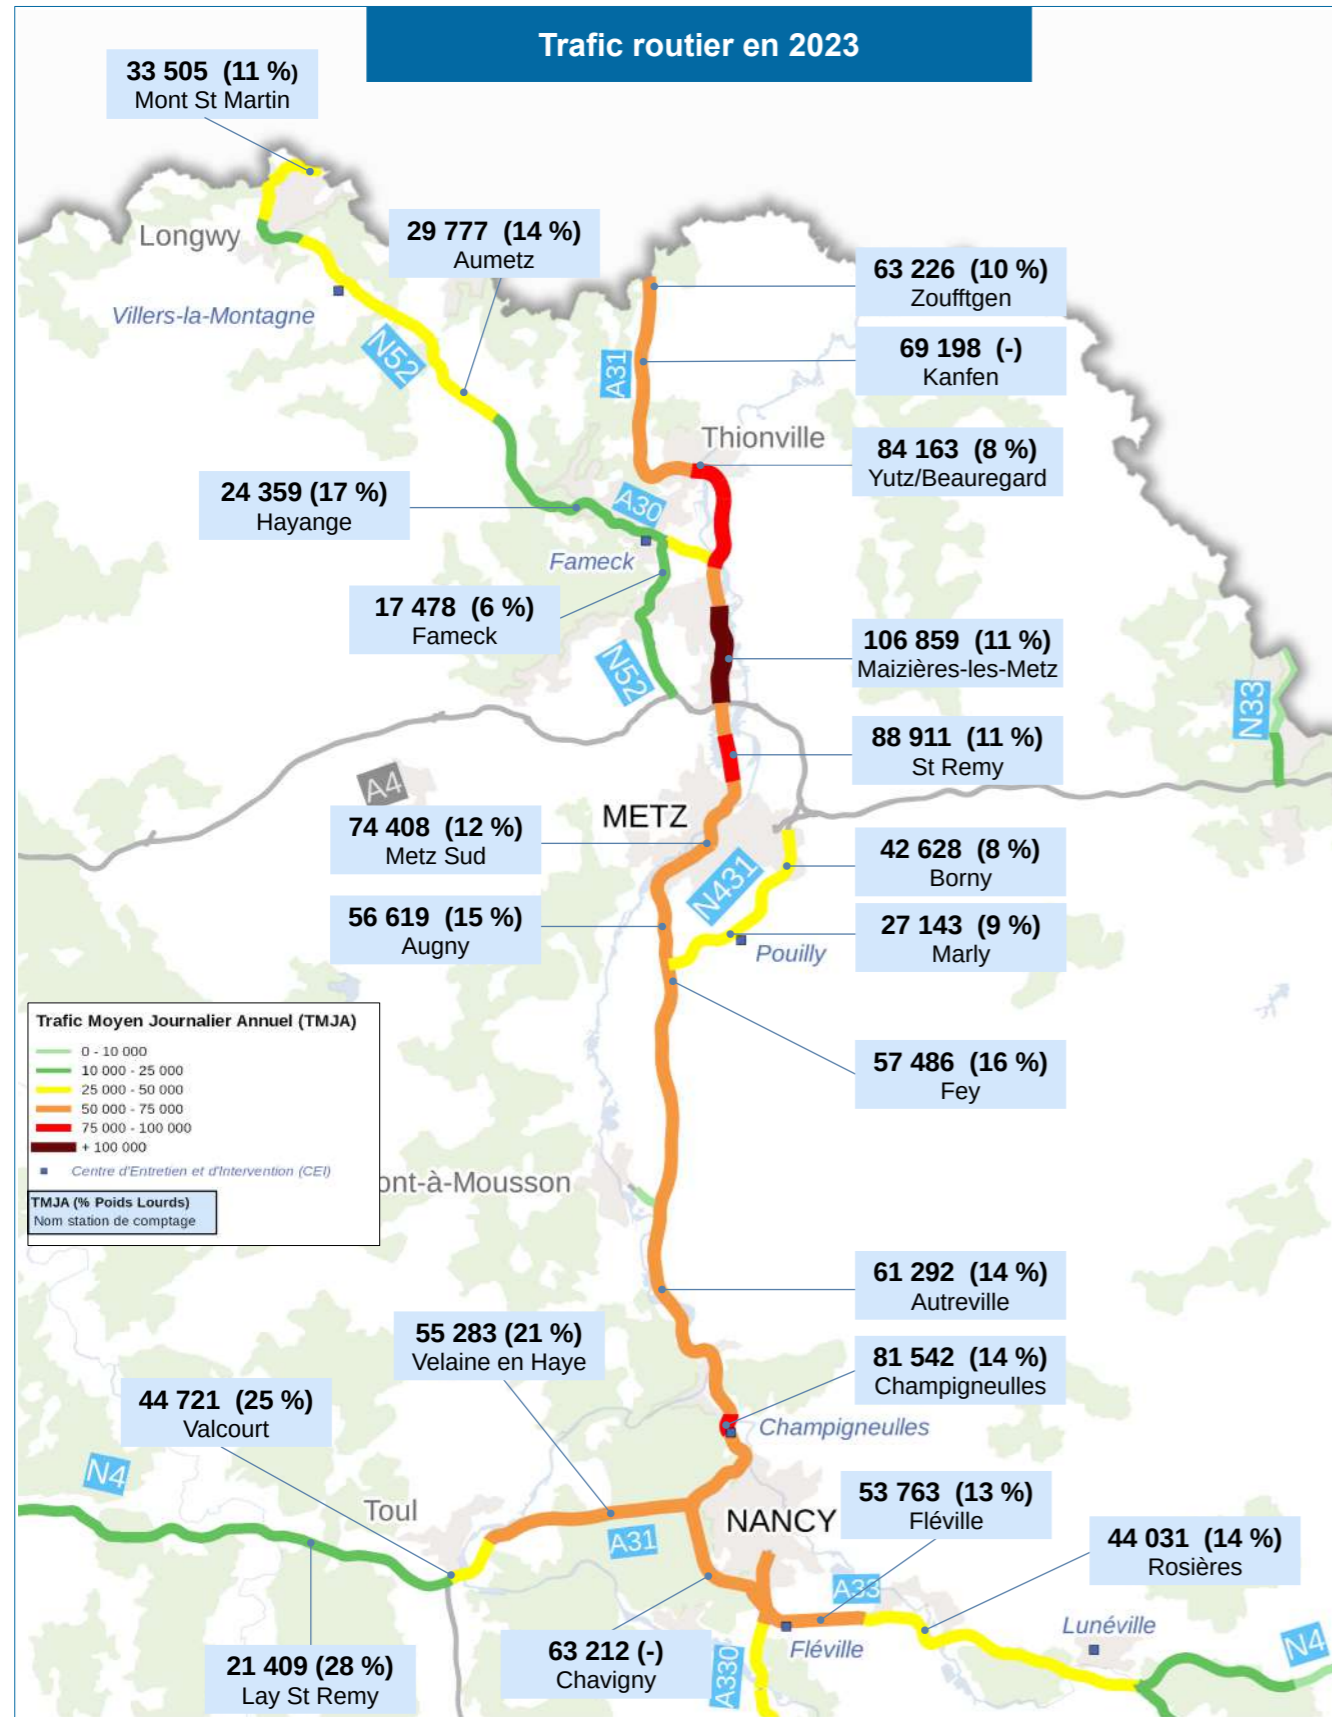 Trafic routier en 2023
33 505 (11 %)
Mont St Martin
29 777 (14 %)
Aumetz
63 226 (10 %)
Zoufftgen
Longwy
Villers-la-Montagne
N52
A31
69 198 (-)
Kanfen
Thionville
84 163 (8 %)
Yutz/Beauregard
24 359 (17 %)
Hayange
A30
Fameck
17 478 (6 %)
Fameck
N52
106 859 (11 %)
Maizières-les-Metz
N33
88 911 (11 %)
St Remy
A4
METZ
74 408 (12 %)
Metz Sud
42 628 (8 %)
Borny
N431
56 619 (15 %)
Augny
27 143 (9 %)
Marly
Pouilly
57 486 (16 %)
Fey
Trafic Moyen Journalier Annuel (TMJA)
0 - 10 000
10 000 - 25 000
25 000 - 50 000
50 000 - 75 000
75 000 - 100 000
+ 100 000
Centre d'Entretien et d'Intervention (CEI)
TMJA (% Poids Lourds)
Nom station de comptage
ont-à-Mousson
61 292 (14 %)
Autreville
55 283 (21 %)
Velaine en Haye
81 542 (14 %)
Champigneulles
44 721 (25 %)
Valcourt
Champigneulles
N4
Toul
53 763 (13 %)
Fléville
NANCY
A31
44 031 (14 %)
Rosières
A33
Lunéville
Fléville
N4
63 212 (-)
Chavigny
A330
21 409 (28 %)
Lay St Remy